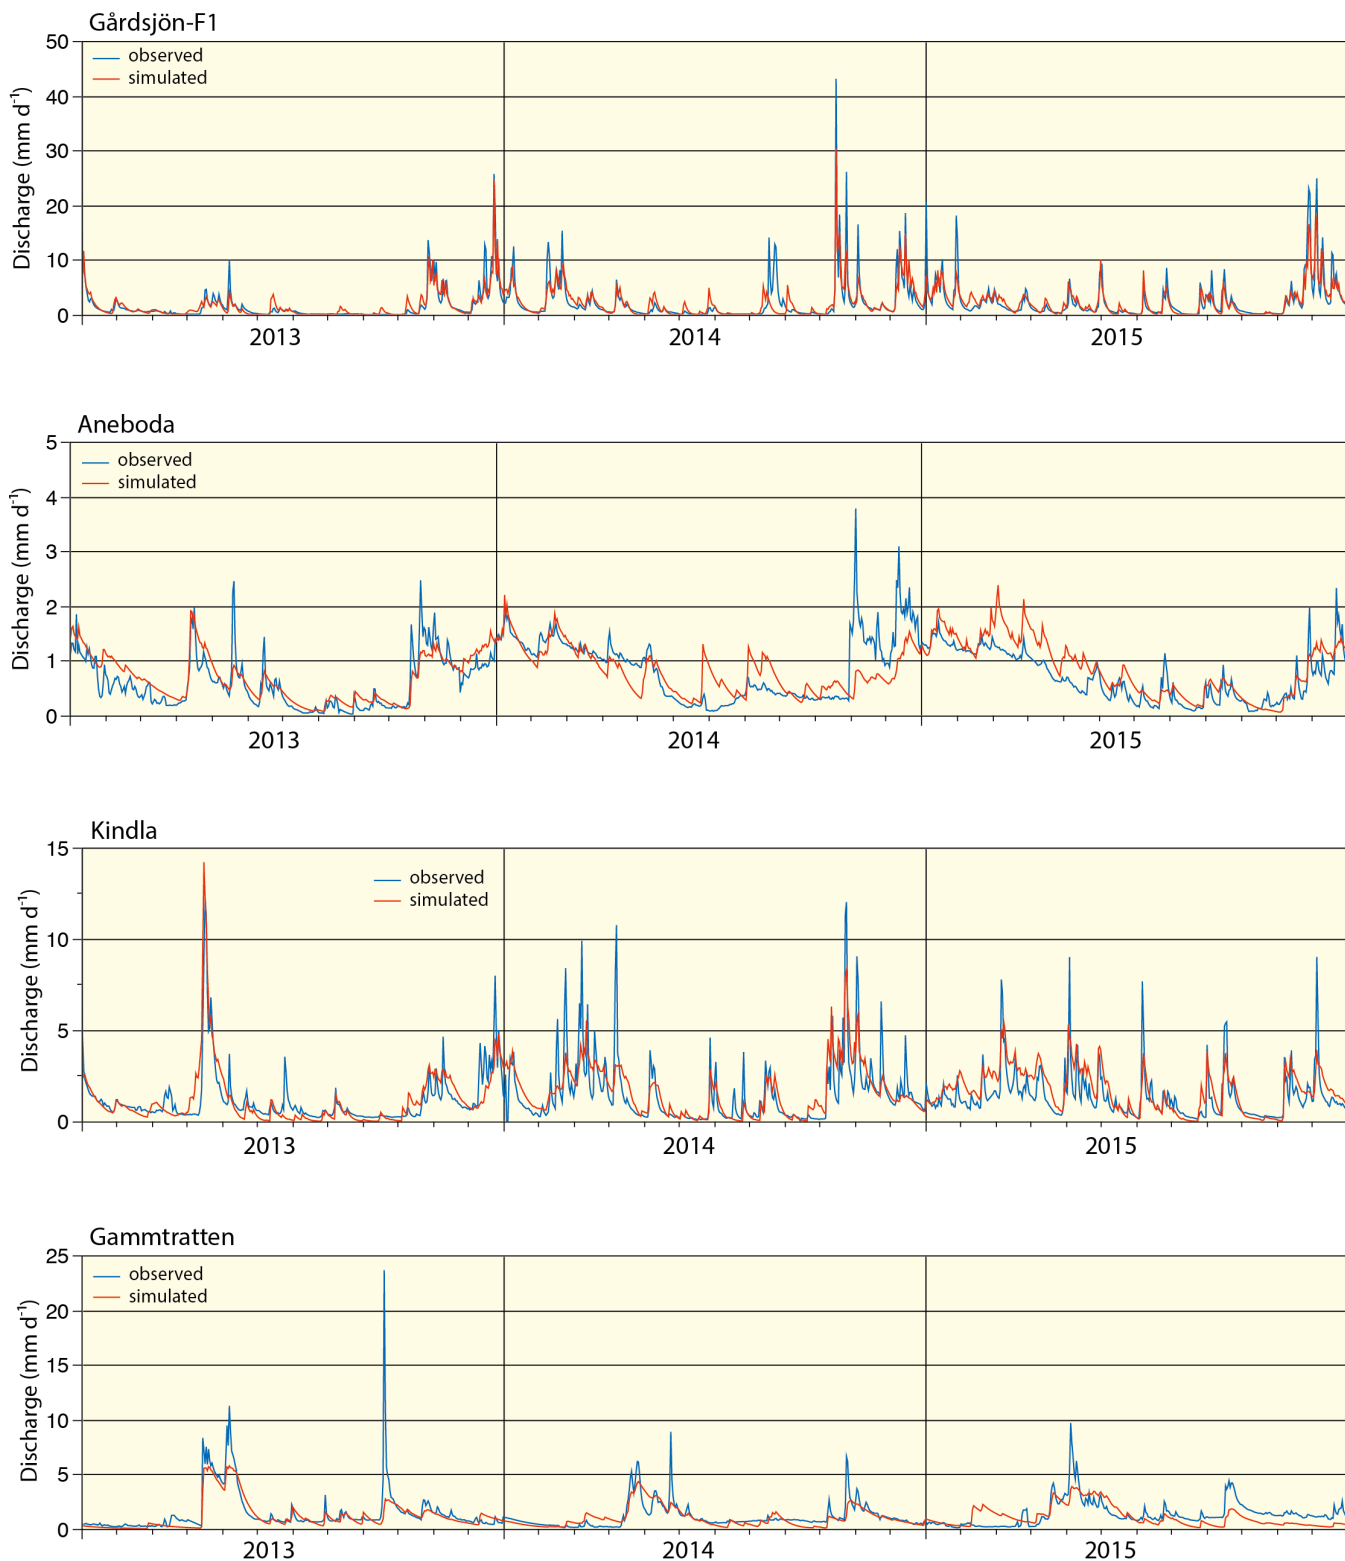 Gårdsjön-F1
Discharge (mm d⁻¹)
50
40
30
20
10
0
observed
simulated
2013 2014 2015
Aneboda
Discharge (mm d⁻¹)
5
4
3
2
1
0
observed
simulated
2013 2014 2015
Kindla
Discharge (mm d⁻¹)
15
10
5
0
observed
simulated
2013 2014 2015
Gammtratten
Discharge (mm d⁻¹)
25
20
15
10
5
0
observed
simulated
2013 2014 2015